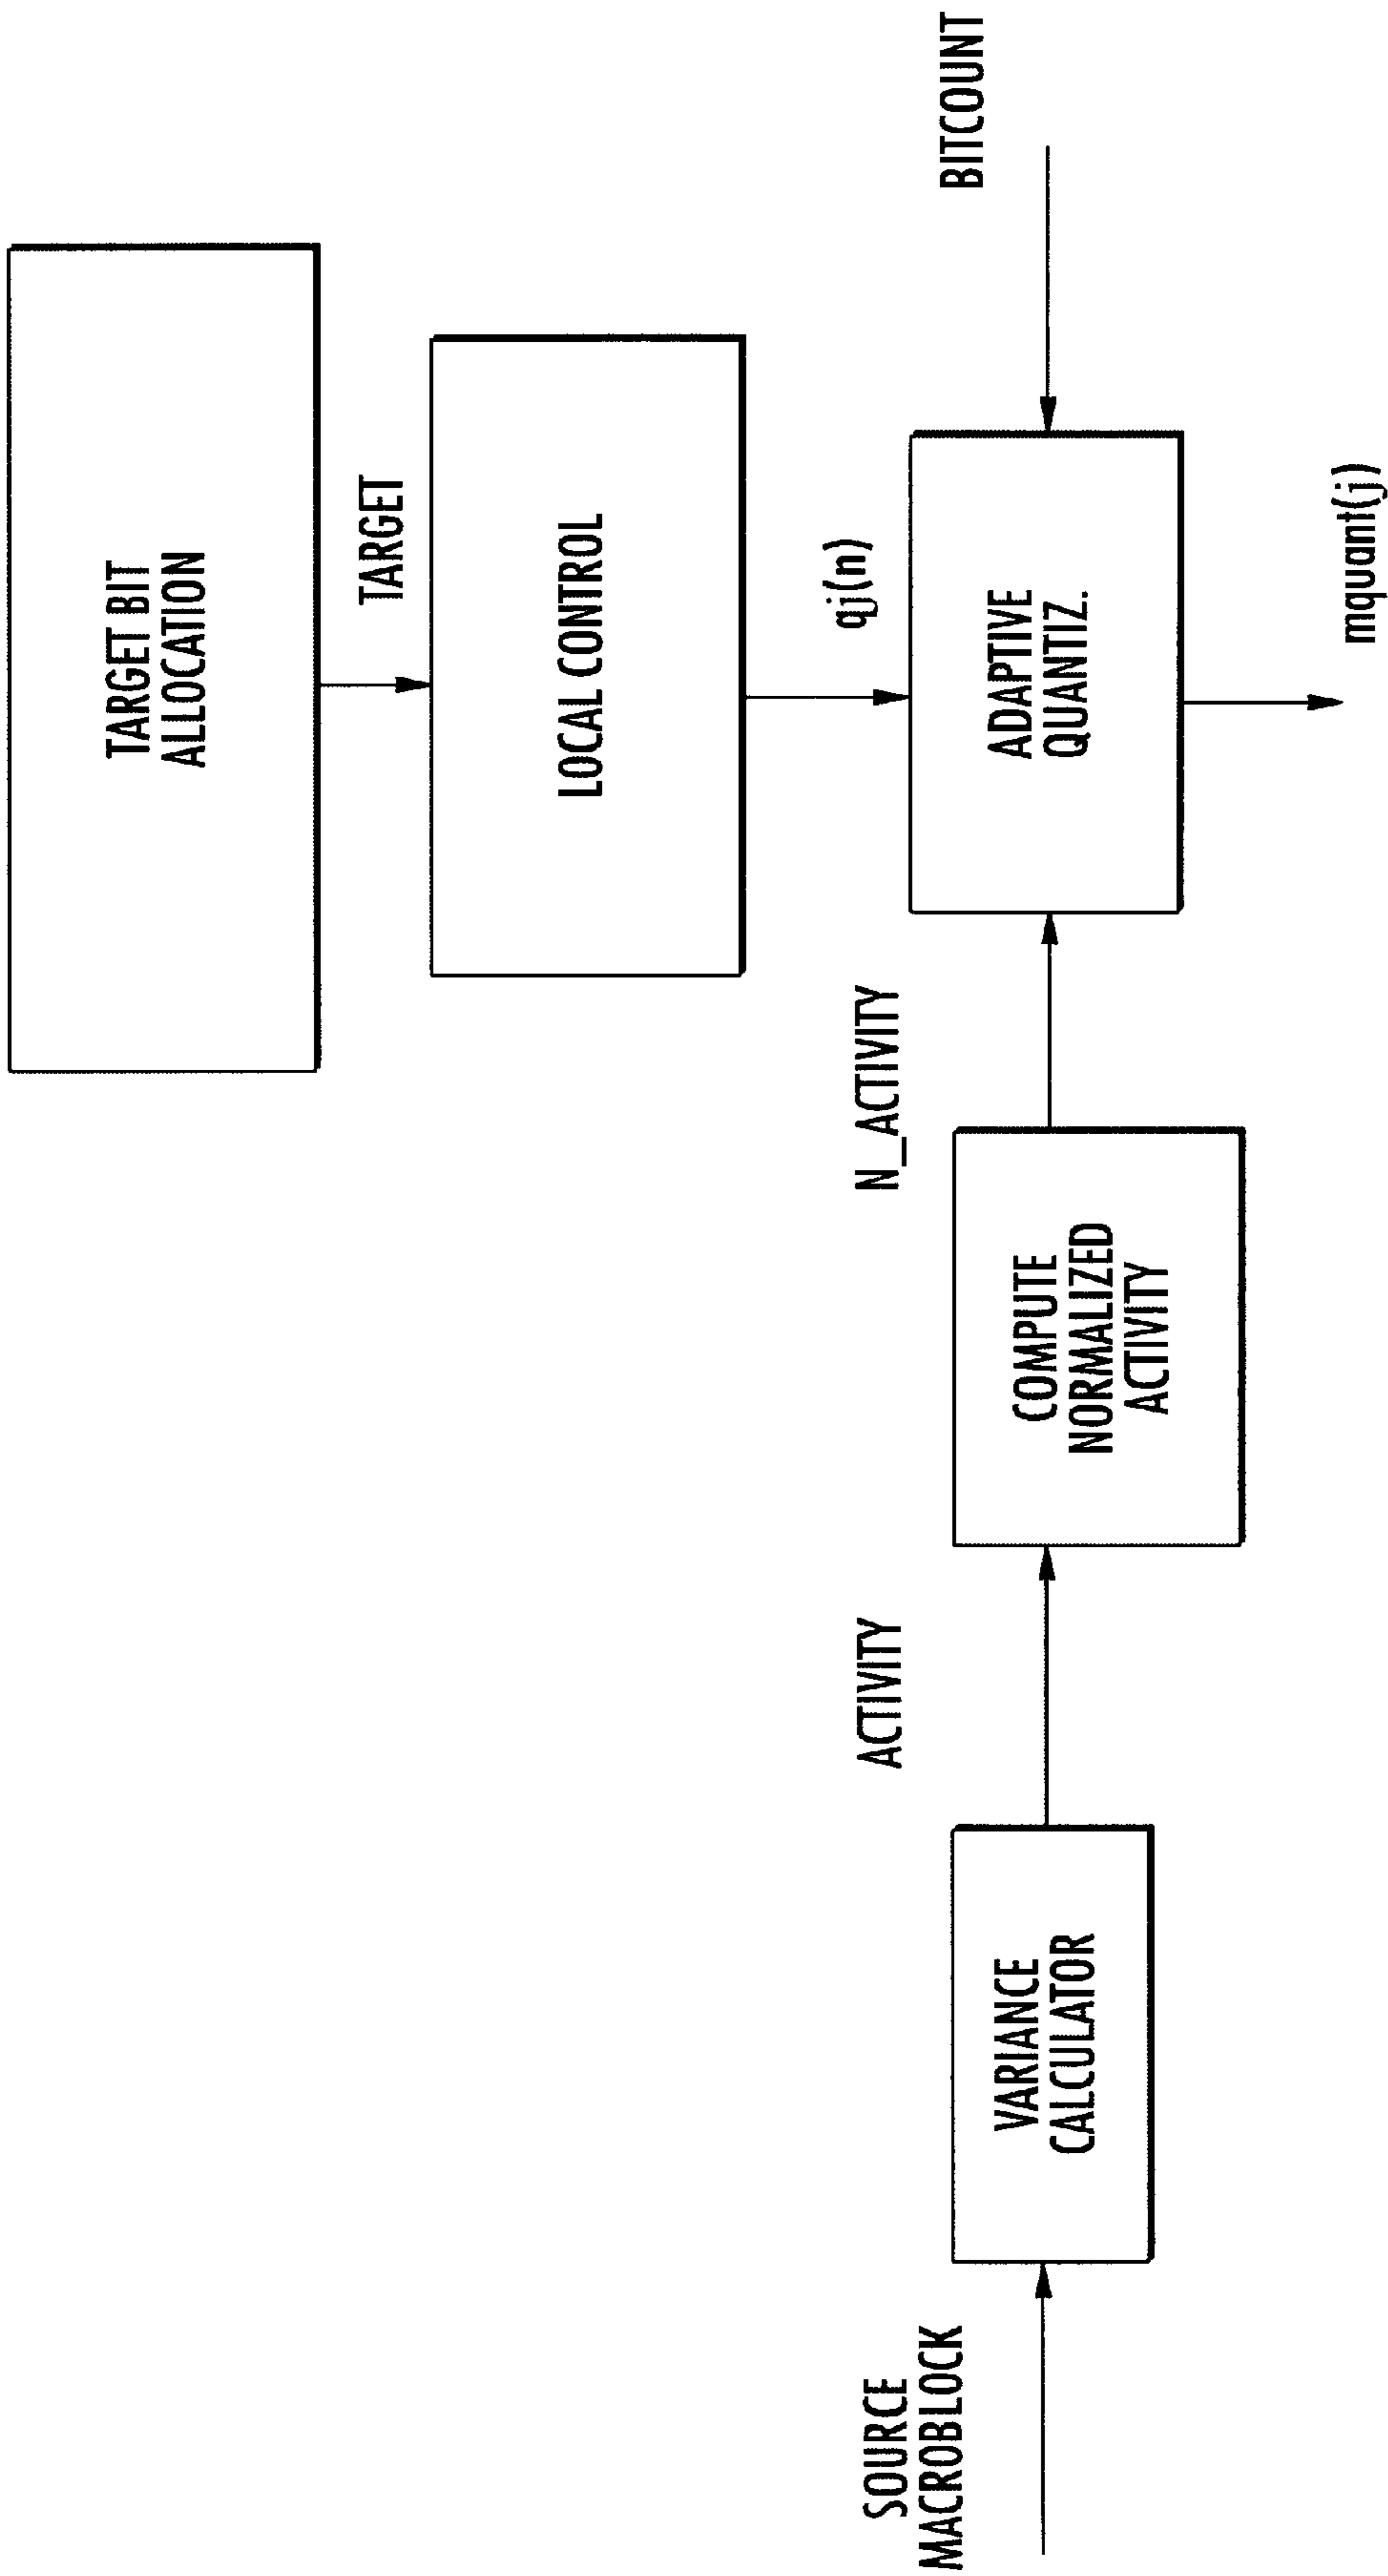 TARGET BIT
ALLOCATION
TARGET
LOCAL CONTROL
qj(n)
SOURCE
MACROBLOCK
VARIANCE
CALCULATOR
ACTIVITY
COMPUTE
NORMALIZED
ACTIVITY
N_ACTIVITY
ADAPTIVE
QUANTIZ.
BITCOUNT
mquant(j)